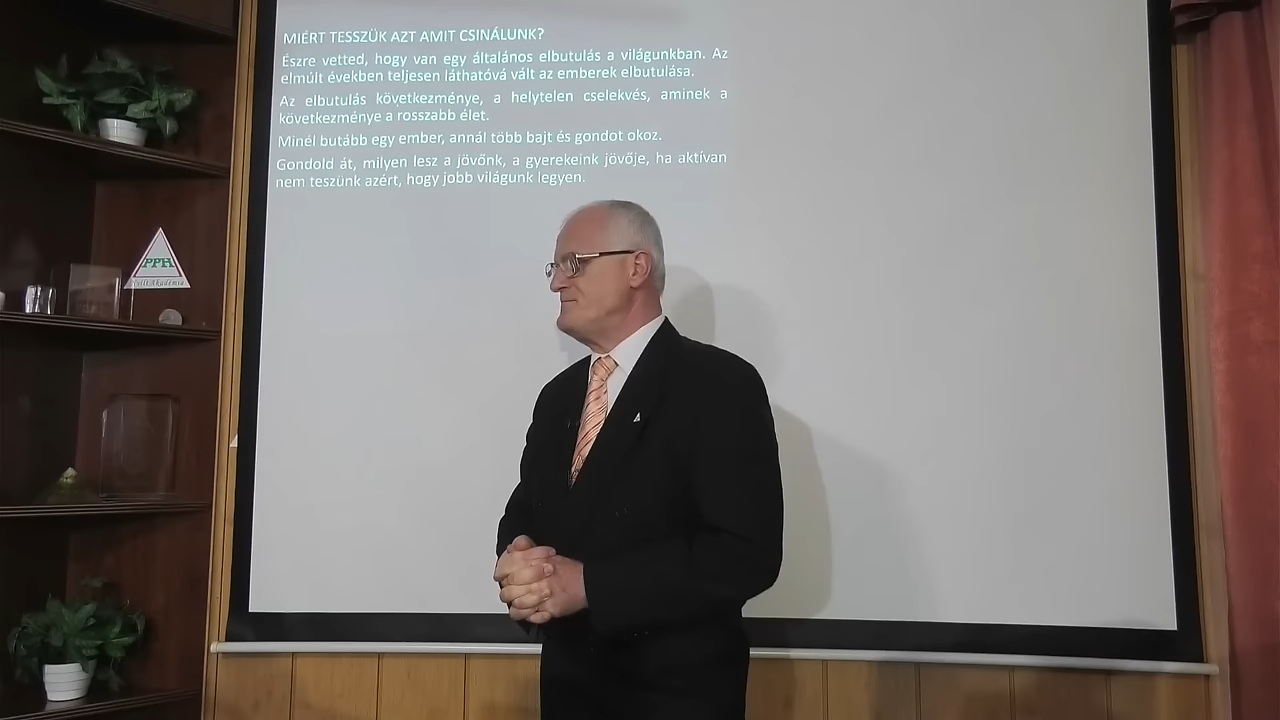 MIÉRT TESSZÜK AZT AMIT CSINÁLUNK?
Észre vetted, hogy van egy általános elbutulás a világunkban. Az
elmúlt években teljesen láthatóvá vált az emberek elbutulása.
Az elbutulás következménye, a helytelen cselekvés, aminek a
következménye a rosszabb élet.
Minél butább egy ember, annál több bajt és gondot okoz.
Gondold át, milyen lesz a jövőnk, a gyerekeink jövője, ha aktívan
nem teszünk azért, hogy jobb világunk legyen.
PPH
Nyílt Akadémia